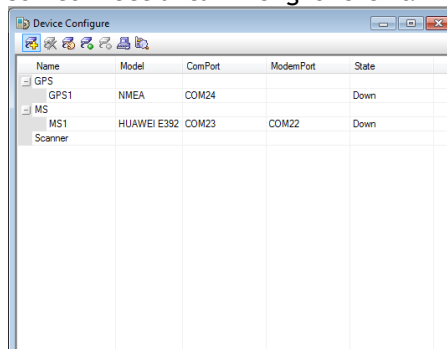 Device Configure
Name Model ComPort ModemPort State
GPS
GPS1 NMEA COM24 Down
MS
MS1 HUAWEI E392 COM23 COM22 Down
Scanner